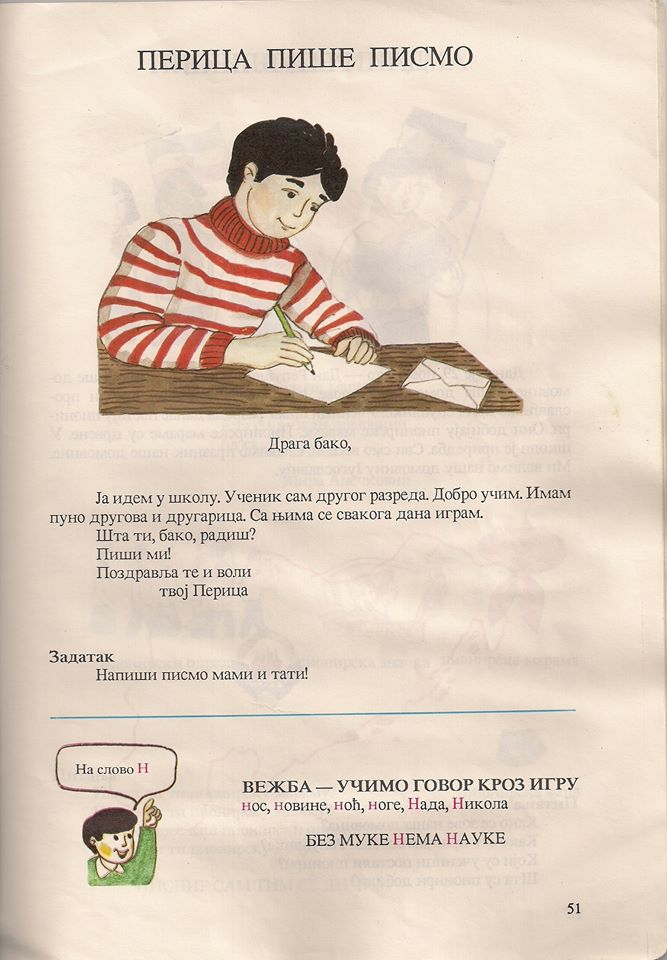 ПЕРИЦА ПИШЕ ПИСМО
Драга бако,
Ја идем у школу. Ученик сам другог разреда. Добро учим. Имам
пуно другова и другарица. Са њима се свакога дана играм.
Шта ти, бако, радиш?
Пиши ми!
Поздравља те и воли
твој Перица
Задатак
Напиши писмо мами и тати!
На слово Н
ВЕЖБА — УЧИМО ГОВОР КРОЗ ИГРУ
нос, новине, ноћ, ноге, Нада, Никола
БЕЗ МУКЕ НЕМА НАУКЕ
51